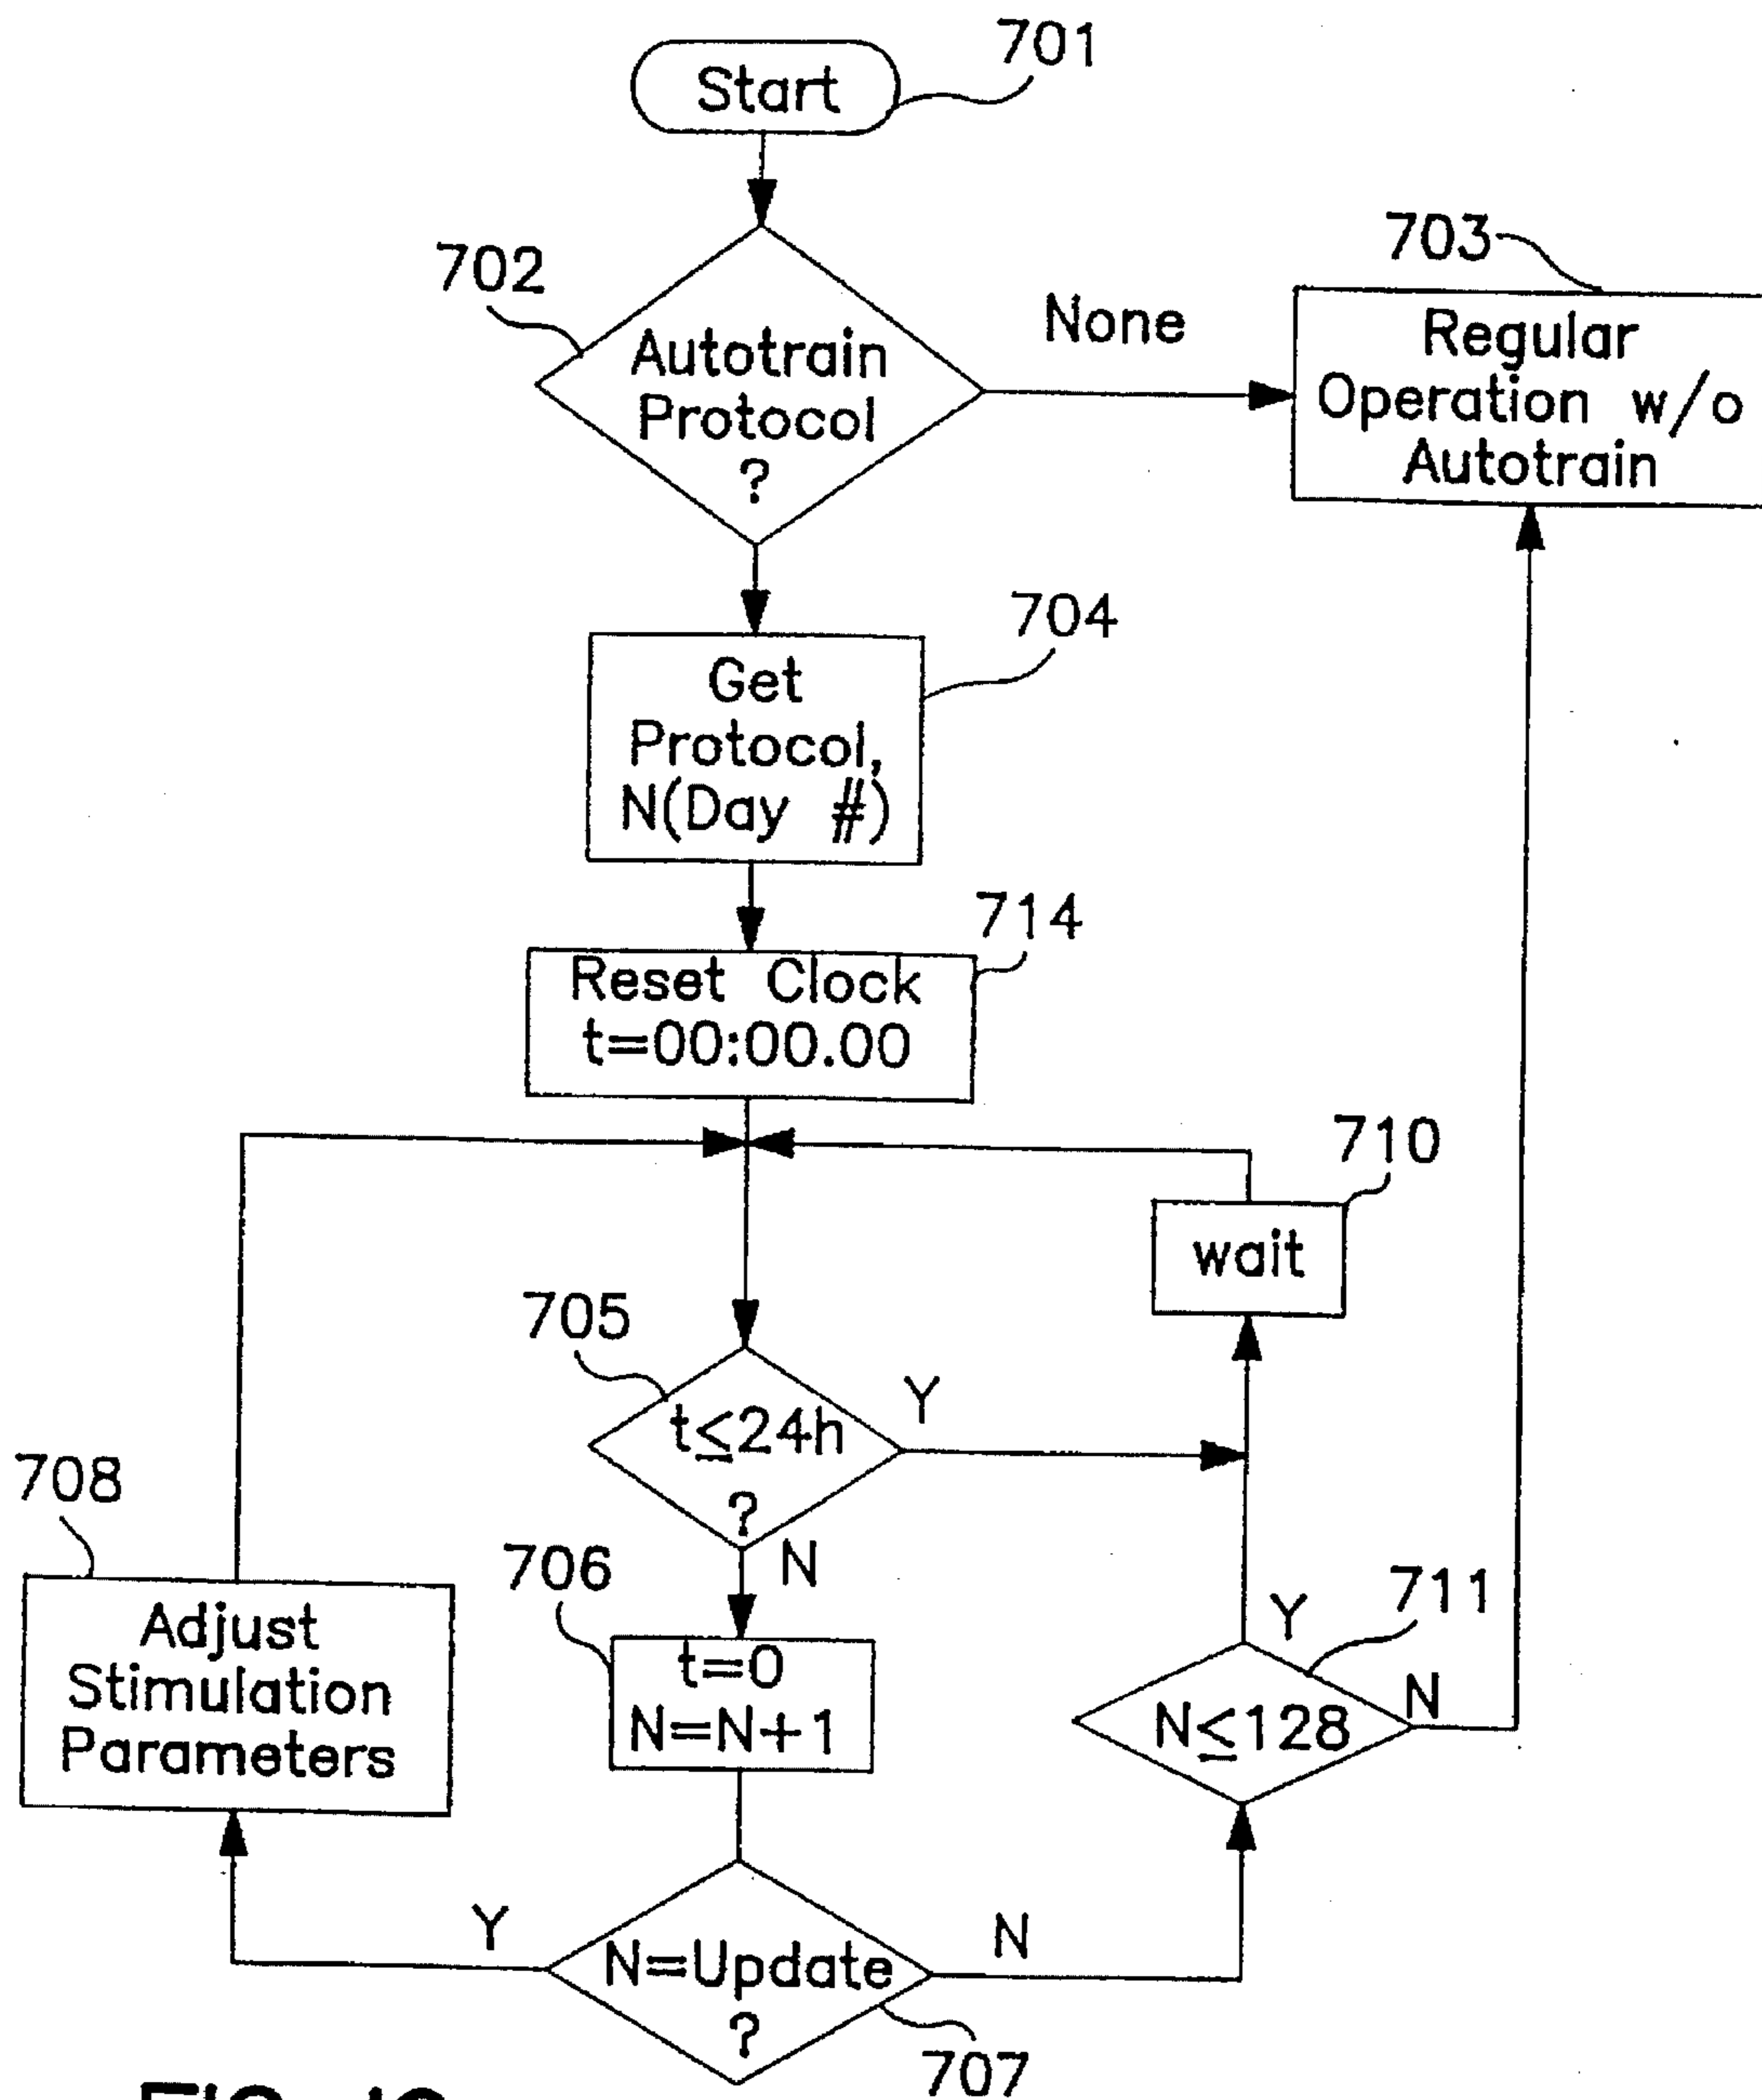 701
Start
702
703
None
Autotrain
Protocol
?
Regular
Operation w/o
Autotrain
704
Get
Protocol,
N(Day #)
714
Reset Clock
t=00:00.00
710
wait
705
Y
t≤24h
?
N
708
Adjust
Stimulation
Parameters
706
t=0
N=N+1
711
Y
N≤128
N
Y
N
N=Update
?
707